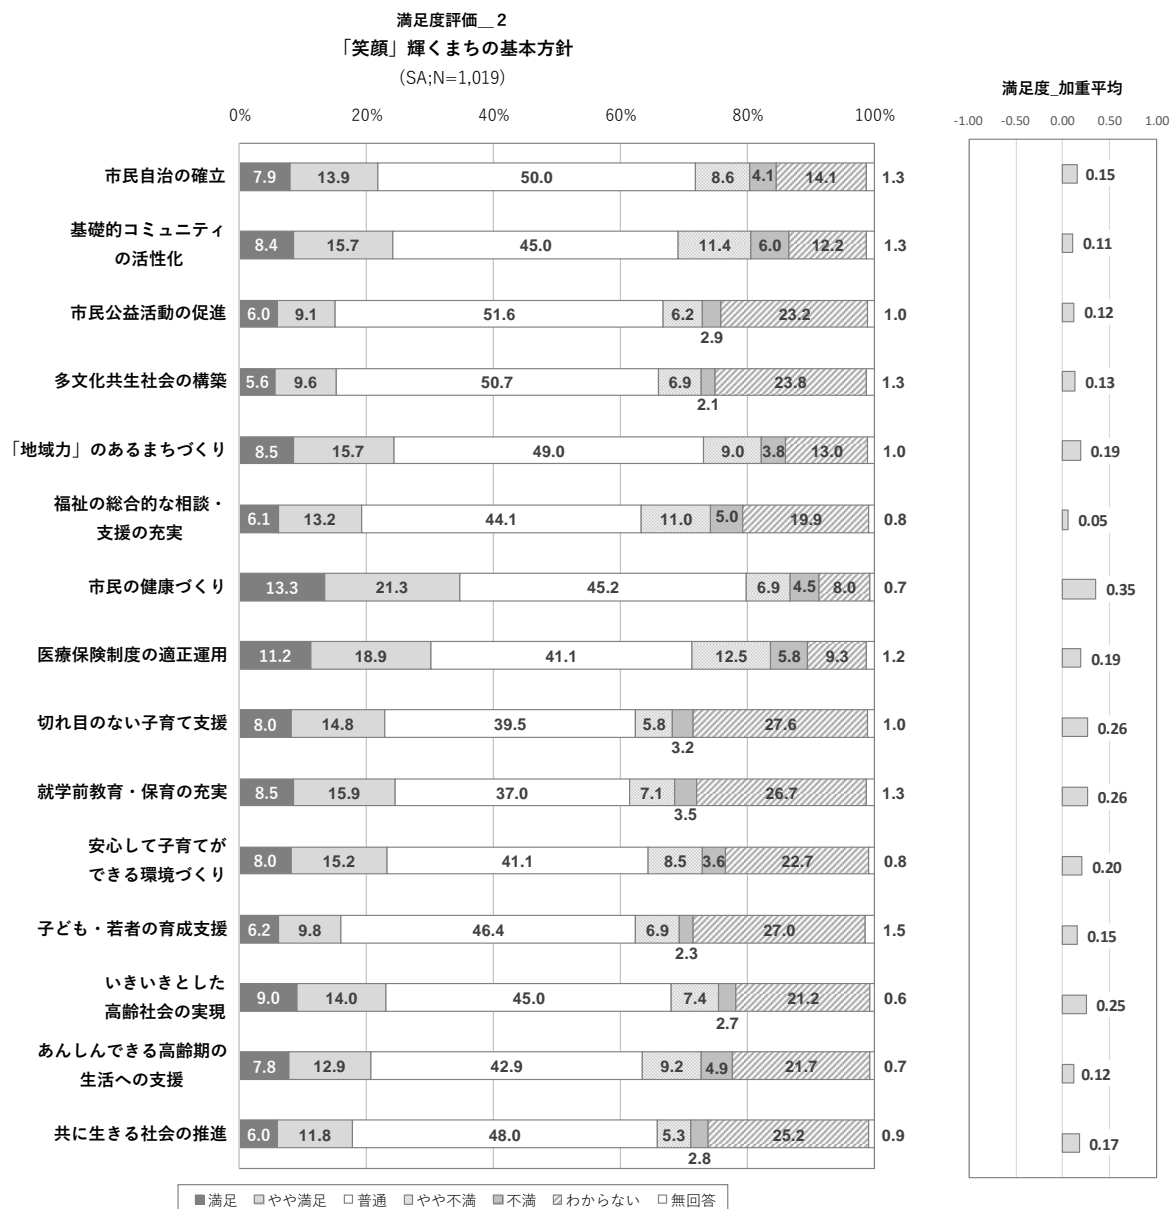 満足度評価__2
「笑顔」輝くまちの基本方針
(SA;N=1,019)
満足度_加重平均
0% 20% 40% 60% 80% 100%
-1.00 -0.50 0.00 0.50 1.00
市民自治の確立 7.9 13.9 50.0 8.6 4.1 14.1 1.3 0.15
基礎的コミュニティ
の活性化 8.4 15.7 45.0 11.4 6.0 12.2 1.3 0.11
市民公益活動の促進 6.0 9.1 51.6 6.2 2.9 23.2 1.0 0.12
多文化共生社会の構築 5.6 9.6 50.7 6.9 2.1 23.8 1.3 0.13
「地域力」のあるまちづくり 8.5 15.7 49.0 9.0 3.8 13.0 1.0 0.19
福祉の総合的な相談・
支援の充実 6.1 13.2 44.1 11.0 5.0 19.9 0.8 0.05
市民の健康づくり 13.3 21.3 45.2 6.9 4.5 8.0 0.7 0.35
医療保険制度の適正運用 11.2 18.9 41.1 12.5 5.8 9.3 1.2 0.19
切れ目のない子育て支援 8.0 14.8 39.5 5.8 3.2 27.6 1.0 0.26
就学前教育・保育の充実 8.5 15.9 37.0 7.1 3.5 26.7 1.3 0.26
安心して子育てが
できる環境づくり 8.0 15.2 41.1 8.5 3.6 22.7 0.8 0.20
子ども・若者の育成支援 6.2 9.8 46.4 6.9 2.3 27.0 1.5 0.15
いきいきとした
高齢社会の実現 9.0 14.0 45.0 7.4 2.7 21.2 0.6 0.25
あんしんできる高齢期の
生活への支援 7.8 12.9 42.9 9.2 4.9 21.7 0.7 0.12
共に生きる社会の推進 6.0 11.8 48.0 5.3 2.8 25.2 0.9 0.17
満足 やや満足 普通 やや不満 不満 わからない 無回答